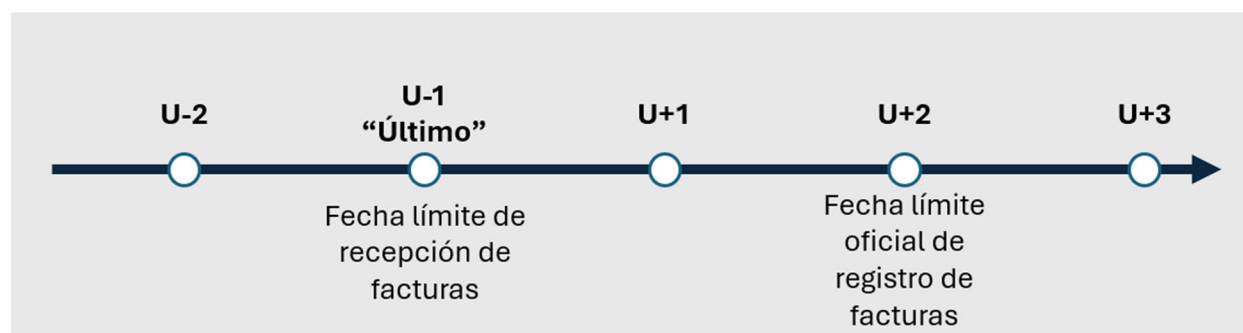 U-2
U-1
“Último”
U+1
U+2
U+3
Fecha límite de
recepción de
facturas
Fecha límite
oficial de
registro de
facturas